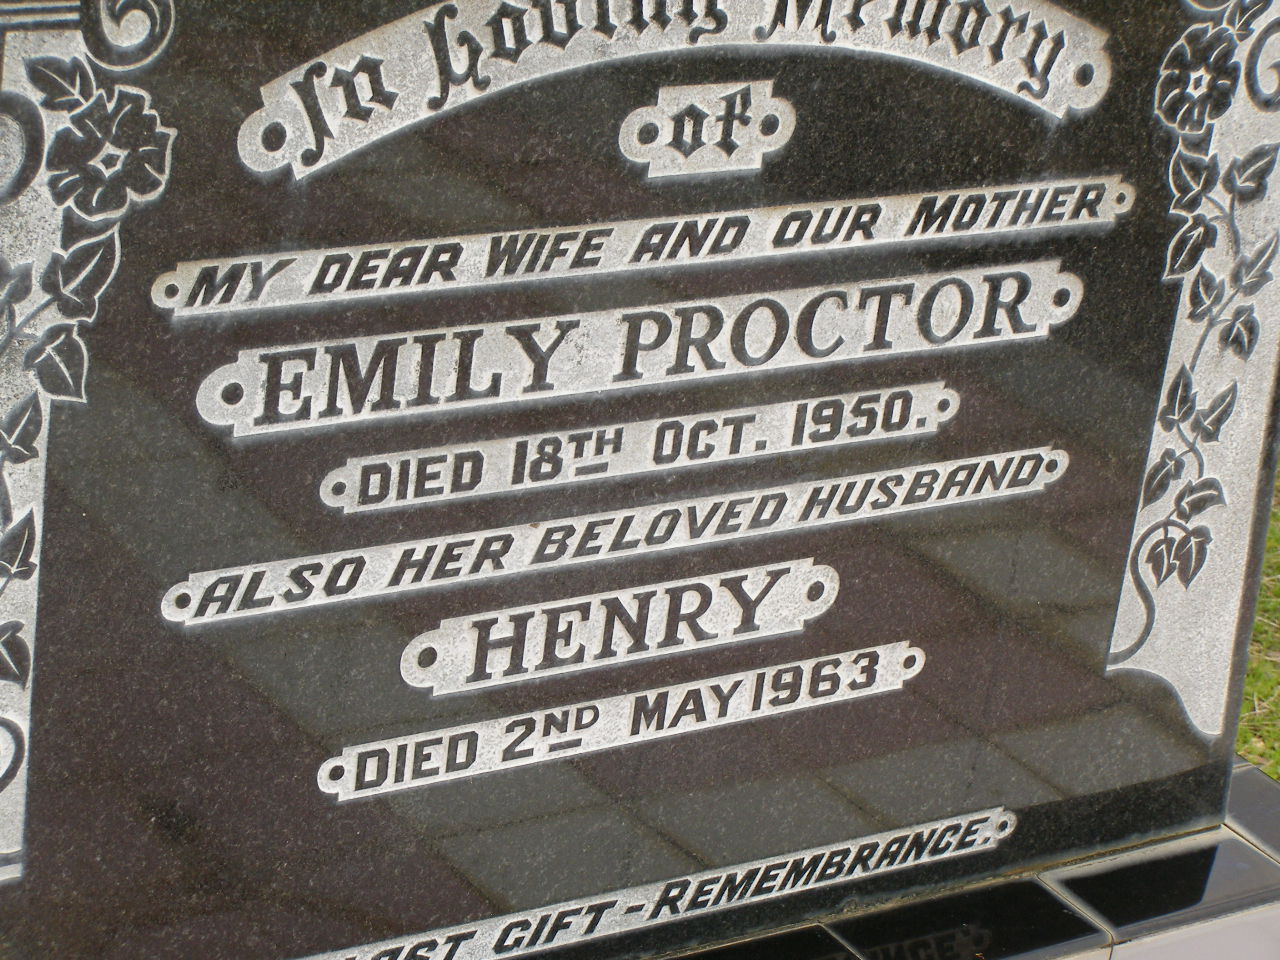 In Loving Memory
of
MY DEAR WIFE AND OUR MOTHER
EMILY PROCTOR
DIED 18TH OCT. 1950.
ALSO HER BELOVED HUSBAND
HENRY
DIED 2ND MAY 1963
LAST GIFT-REMEMBRANCE.